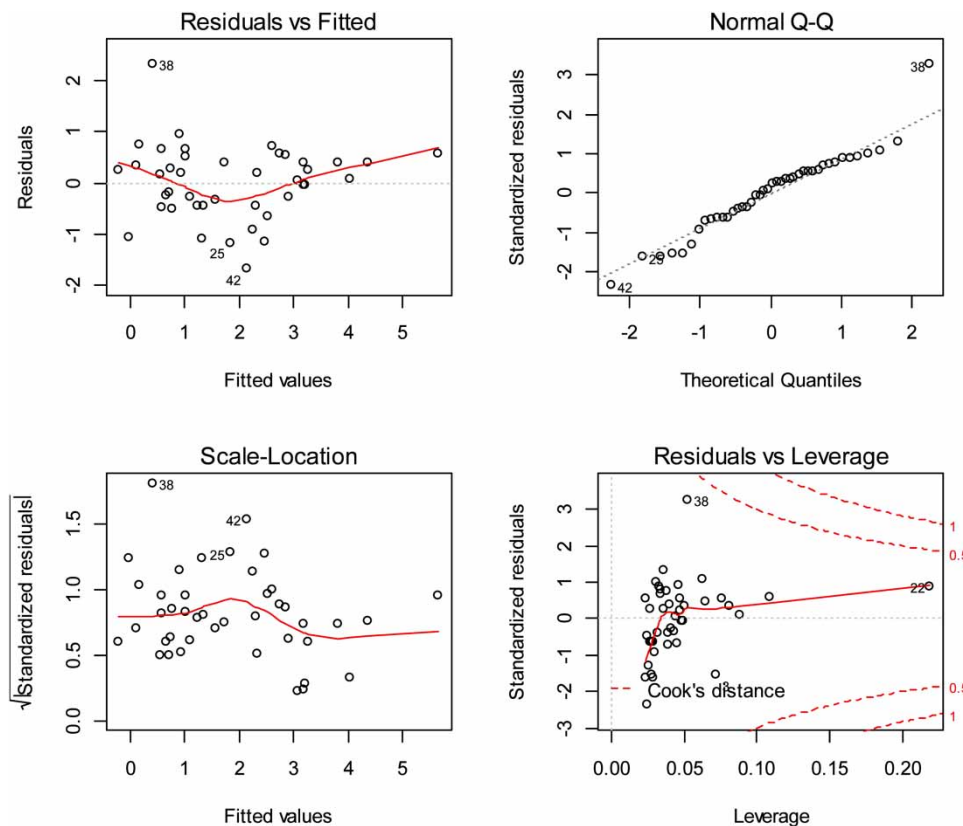 Residuals vs Fitted
Residuals
2
1
0
-1
-2
38
25
42
0 1 2 3 4 5
Fitted values
Normal Q-Q
Standardized residuals
3
2
1
0
-1
-2
38
25
42
-2 -1 0 1 2
Theoretical Quantiles
Scale-Location
√|Standardized residuals|
1.5
1.0
0.5
0.0
38
42
25
0 1 2 3 4 5
Fitted values
Residuals vs Leverage
Standardized residuals
3
2
1
0
-1
-2
-3
38
1
0.5
22
Cook's distance
0.5
1
0.00 0.05 0.10 0.15 0.20
Leverage